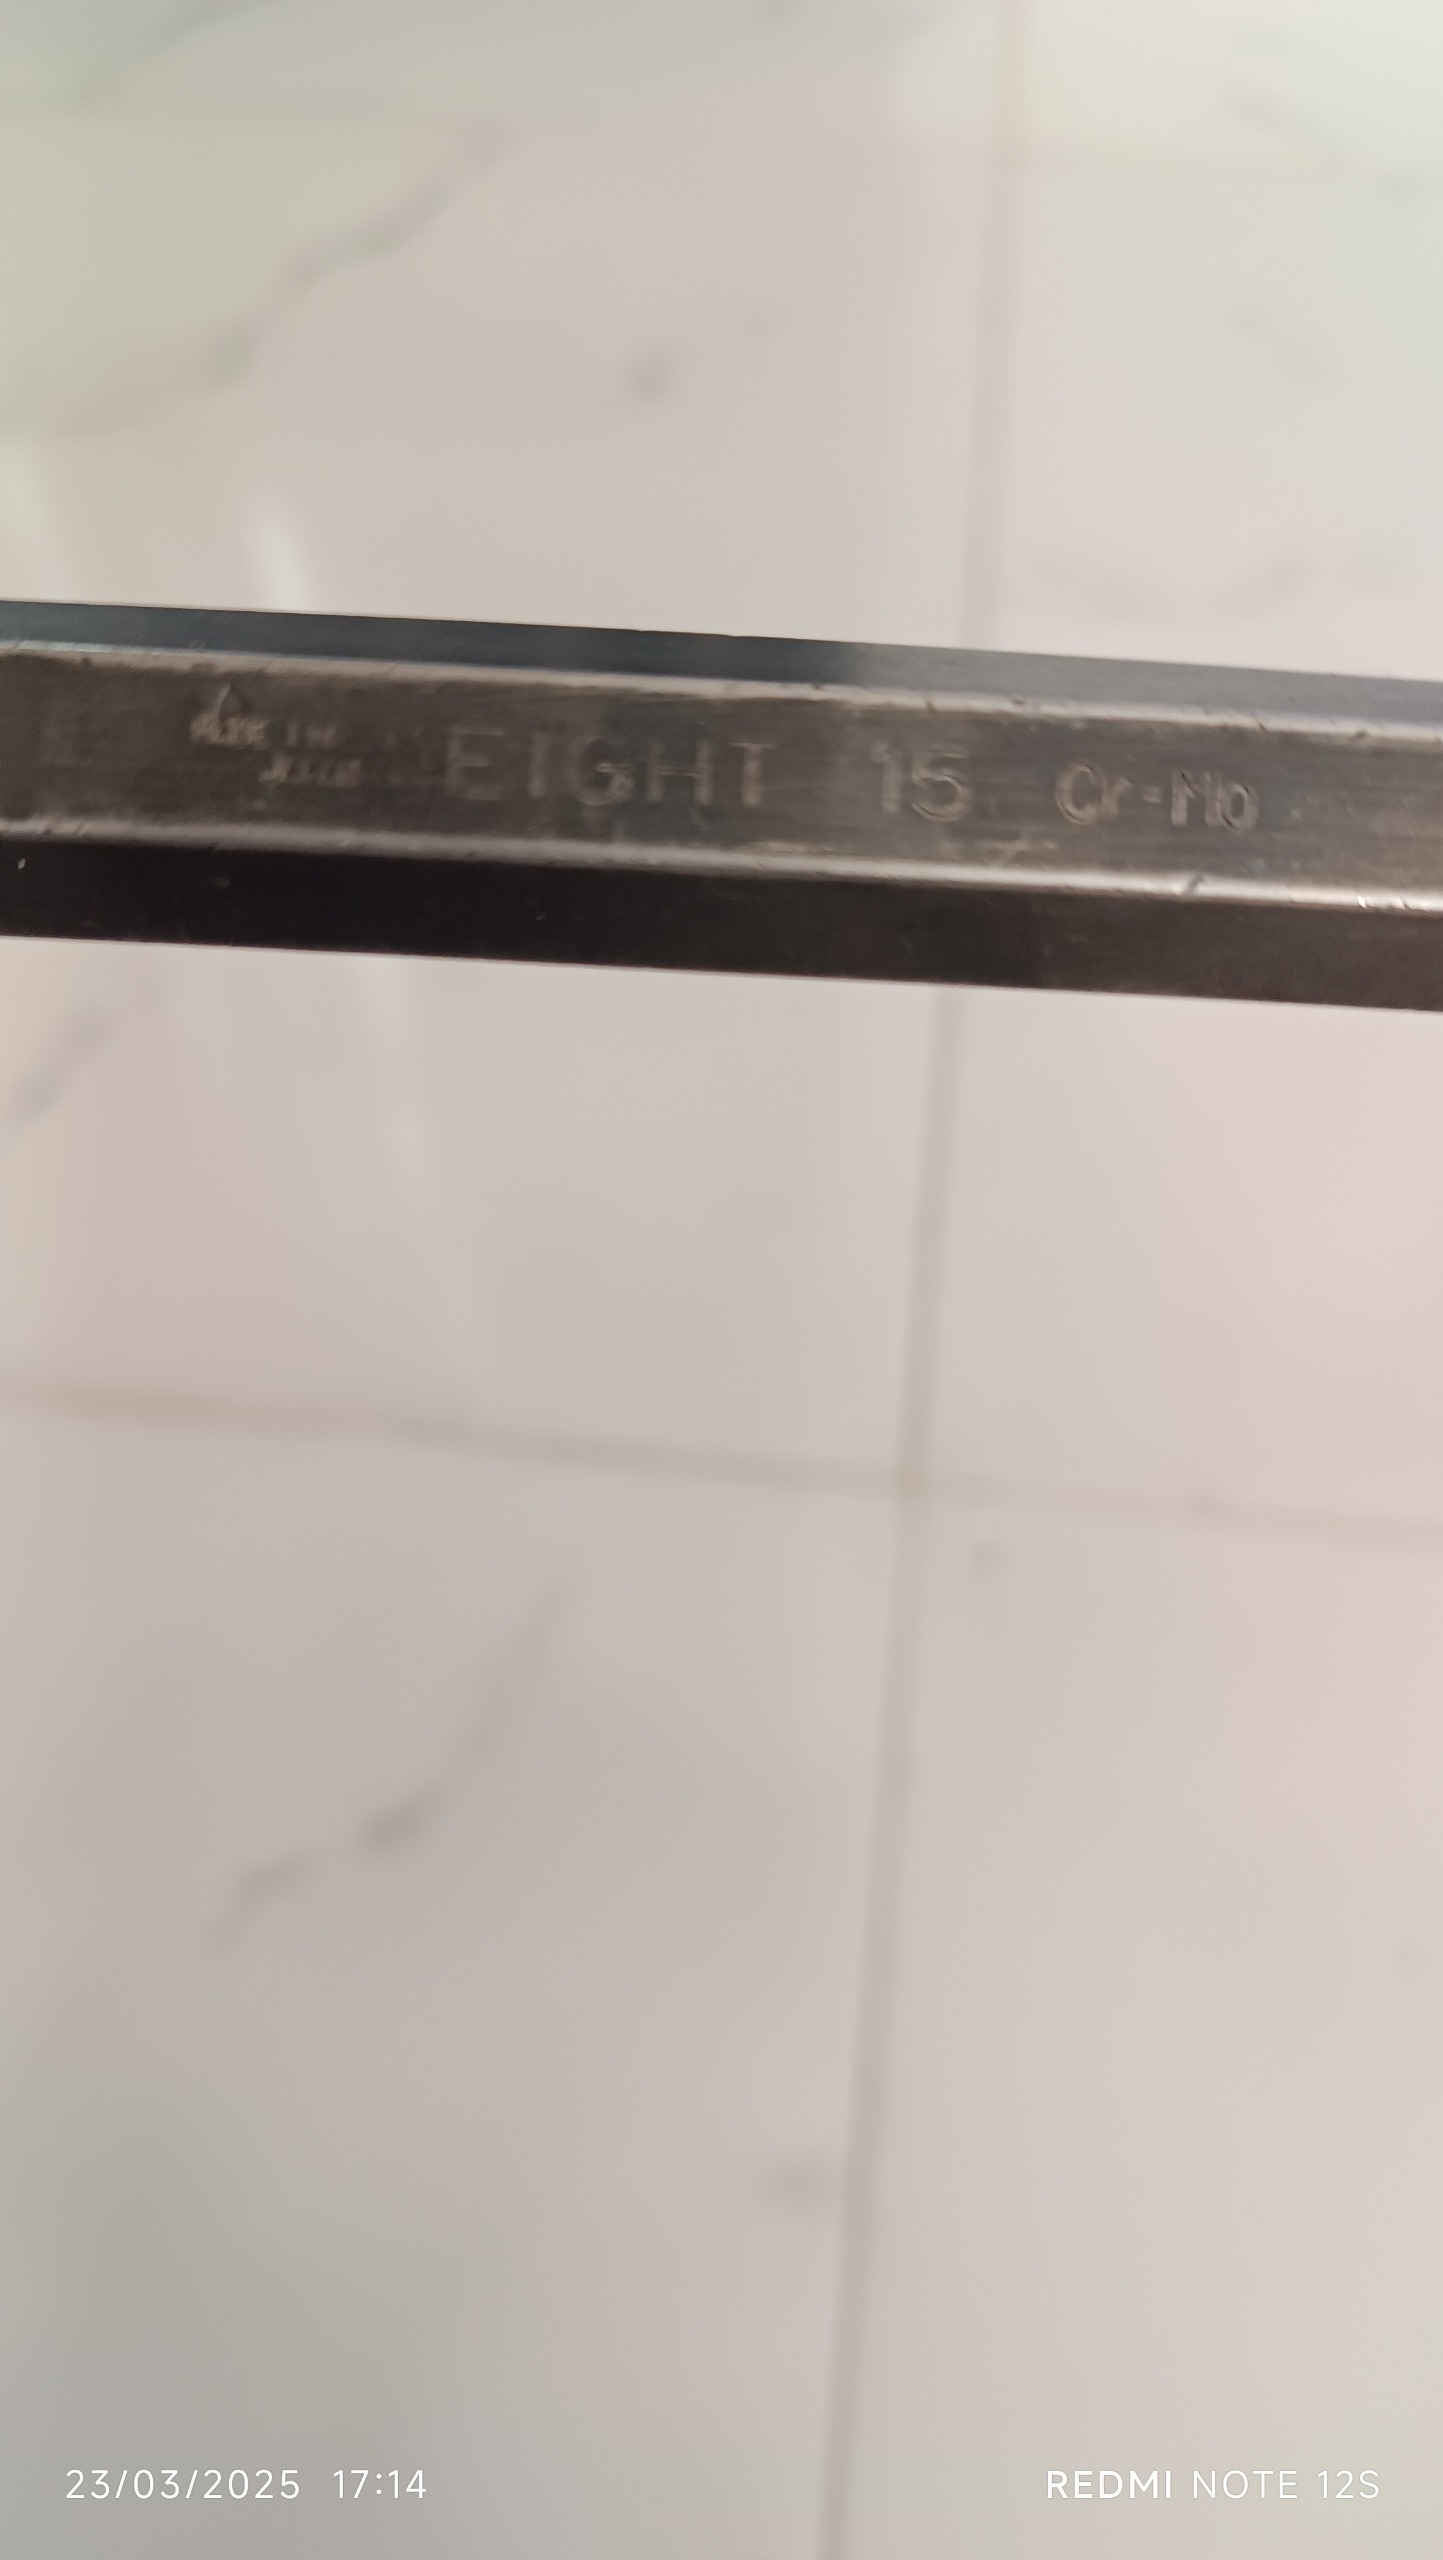 EIGHT 15 Cr-Mo
23/03/2025 17:14
REDMI NOTE 12S